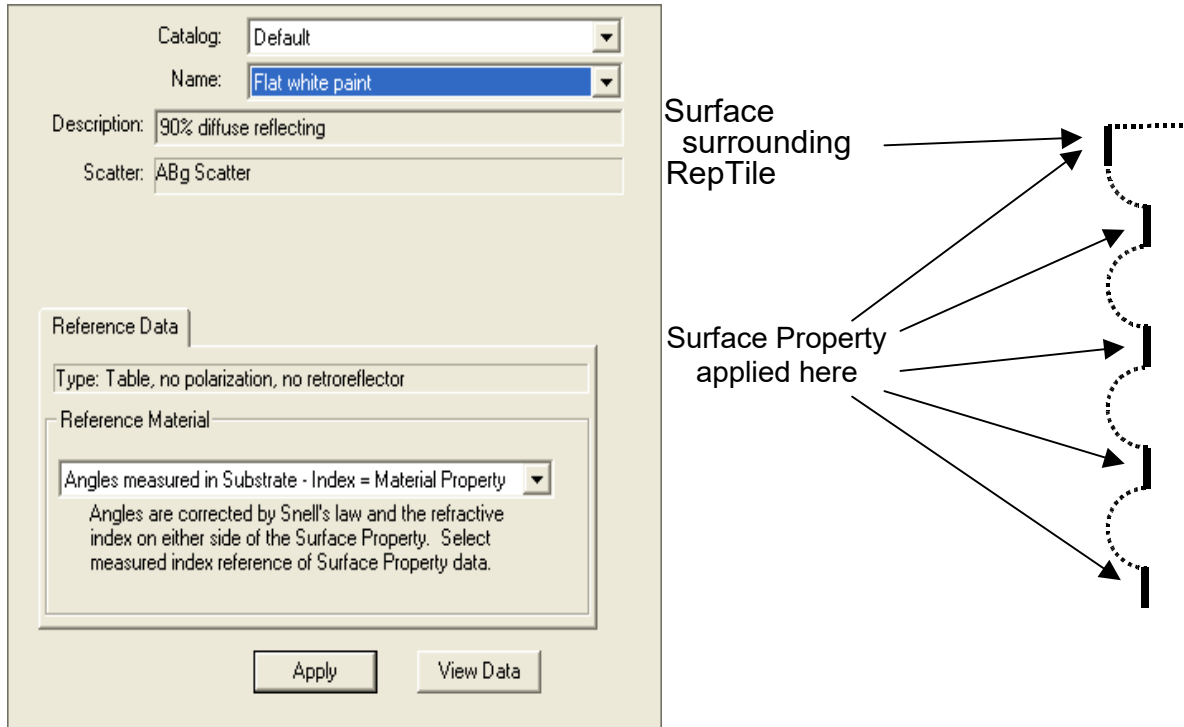 Catalog: Default
Name: Flat white paint
Description: 90% diffuse reflecting
Scatter: ABg Scatter
Reference Data
Type: Table, no polarization, no retroreflector
Reference Material
Angles measured in Substrate - Index = Material Property
Angles are corrected by Snell's law and the refractive
index on either side of the Surface Property. Select
measured index reference of Surface Property data.
Apply View Data
Surface
surrounding
RepTile
Surface Property
applied here